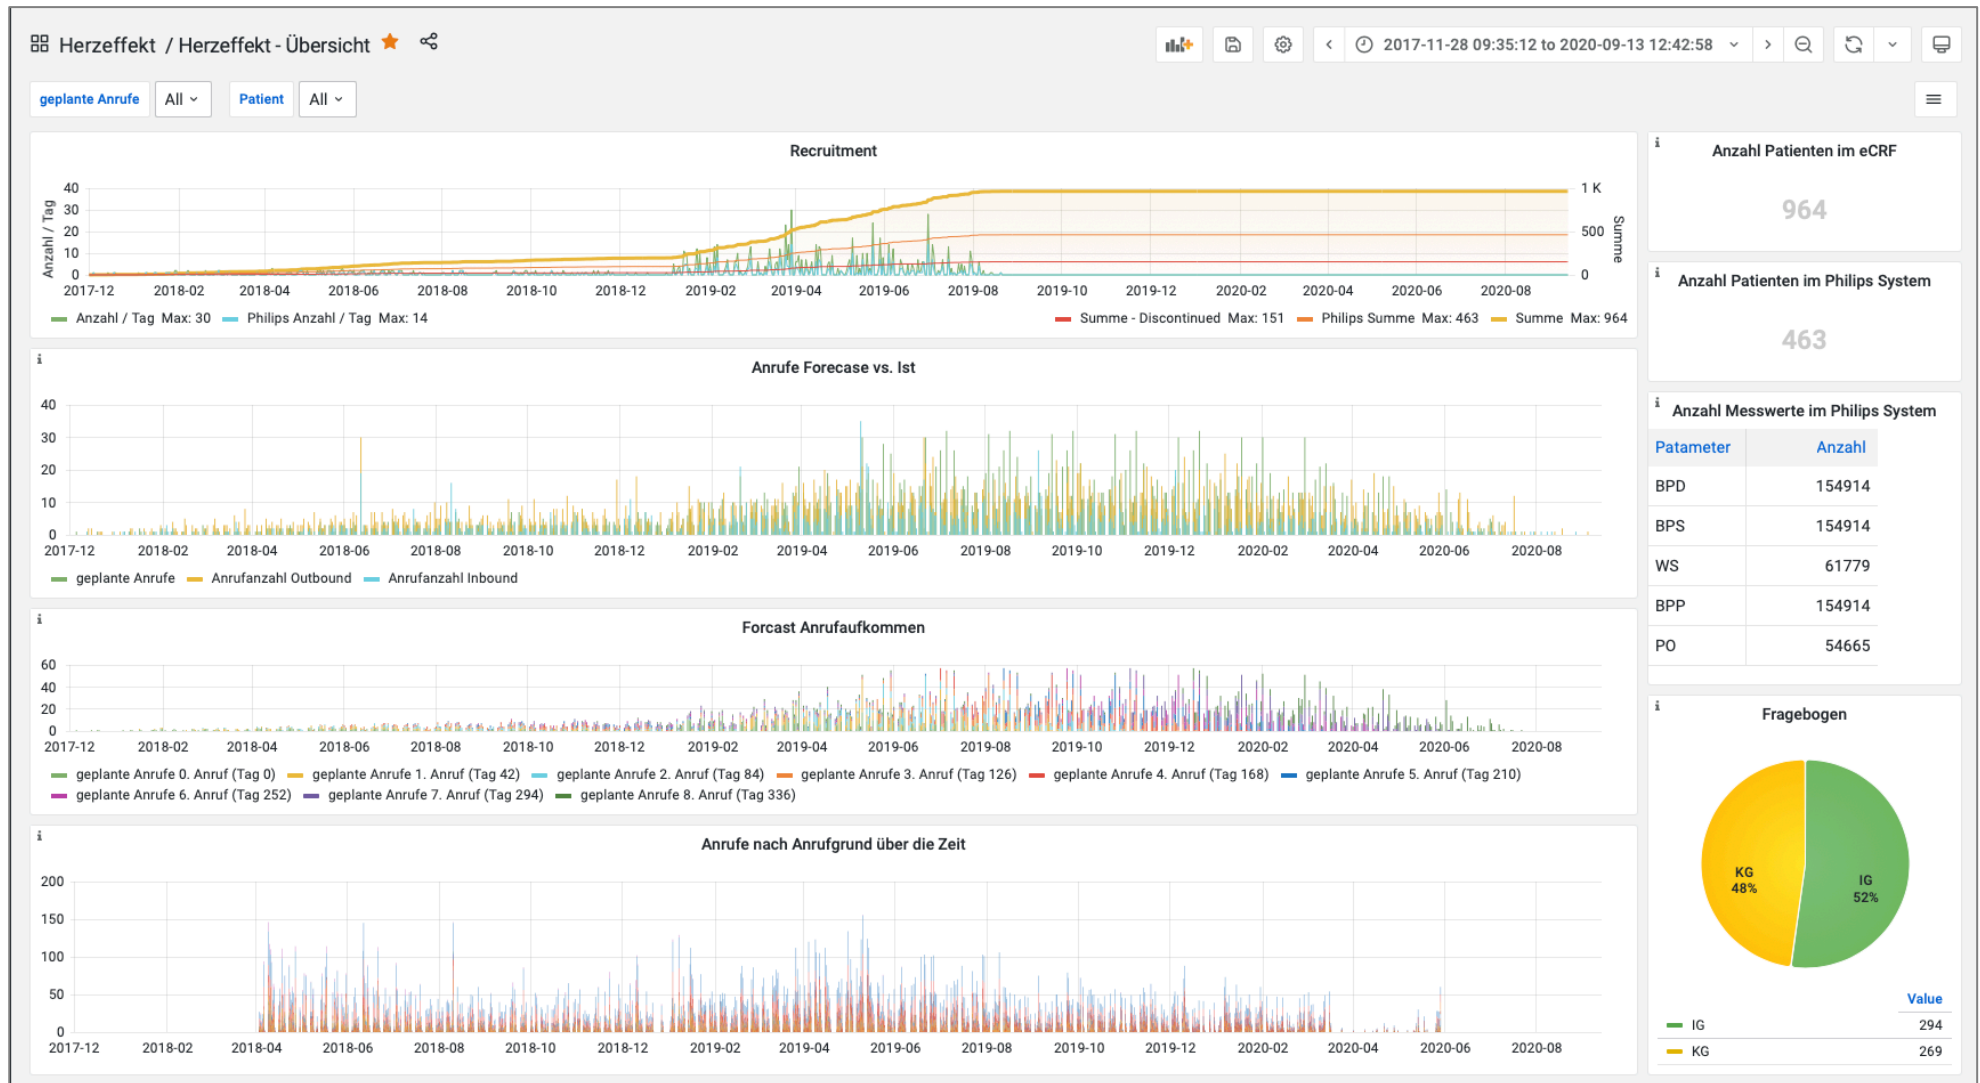 Herzeffekt / Herzeffekt - Übersicht
2017-11-28 09:35:12 to 2020-09-13 12:42:58
geplante Anrufe All Patient All
Recruitment
Anzahl / Tag
40
30
20
10
0
1 K
500
0
Summe
2017-12 2018-02 2018-04 2018-06 2018-08 2018-10 2018-12 2019-02 2019-04 2019-06 2019-08 2019-10 2019-12 2020-02 2020-04 2020-06 2020-08
Anzahl / Tag Max: 30 Philips Anzahl / Tag Max: 14 Summe - Discontinued Max: 151 Philips Summe Max: 463 Summe Max: 964
Anrufe Forecase vs. Ist
40
30
20
10
0
2017-12 2018-02 2018-04 2018-06 2018-08 2018-10 2018-12 2019-02 2019-04 2019-06 2019-08 2019-10 2019-12 2020-02 2020-04 2020-06 2020-08
geplante Anrufe Anrufanzahl Outbound Anrufanzahl Inbound
Forcast Anrufaufkommen
60
40
20
0
2017-12 2018-02 2018-04 2018-06 2018-08 2018-10 2018-12 2019-02 2019-04 2019-06 2019-08 2019-10 2019-12 2020-02 2020-04 2020-06 2020-08
geplante Anrufe 0. Anruf (Tag 0) geplante Anrufe 1. Anruf (Tag 42) geplante Anrufe 2. Anruf (Tag 84) geplante Anrufe 3. Anruf (Tag 126) geplante Anrufe 4. Anruf (Tag 168) geplante Anrufe 5. Anruf (Tag 210)
geplante Anrufe 6. Anruf (Tag 252) geplante Anrufe 7. Anruf (Tag 294) geplante Anrufe 8. Anruf (Tag 336)
Anrufe nach Anrufgrund über die Zeit
200
150
100
50
0
2017-12 2018-02 2018-04 2018-06 2018-08 2018-10 2018-12 2019-02 2019-04 2019-06 2019-08 2019-10 2019-12 2020-02 2020-04 2020-06 2020-08
Anzahl Patienten im eCRF
964
Anzahl Patienten im Philips System
463
Anzahl Messwerte im Philips System
Patameter Anzahl
BPD 154914
BPS 154914
WS 61779
BPP 154914
PO 54665
Fragebogen
KG
48%
IG
52%
Value
IG 294
KG 269